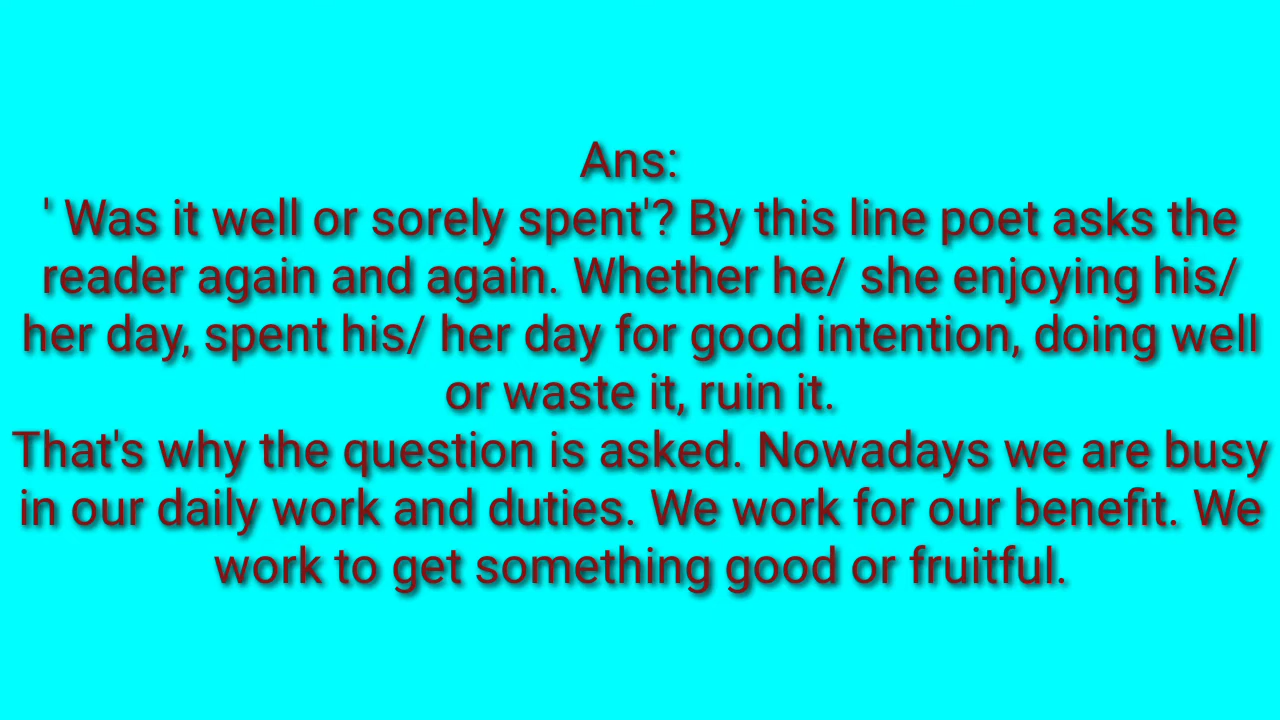 Ans:
' Was it well or sorely spent'? By this line poet asks the
reader again and again. Whether he/ she enjoying his/
her day, spent his/ her day for good intention, doing well
or waste it, ruin it.
That's why the question is asked. Nowadays we are busy
in our daily work and duties. We work for our benefit. We
work to get something good or fruitful.